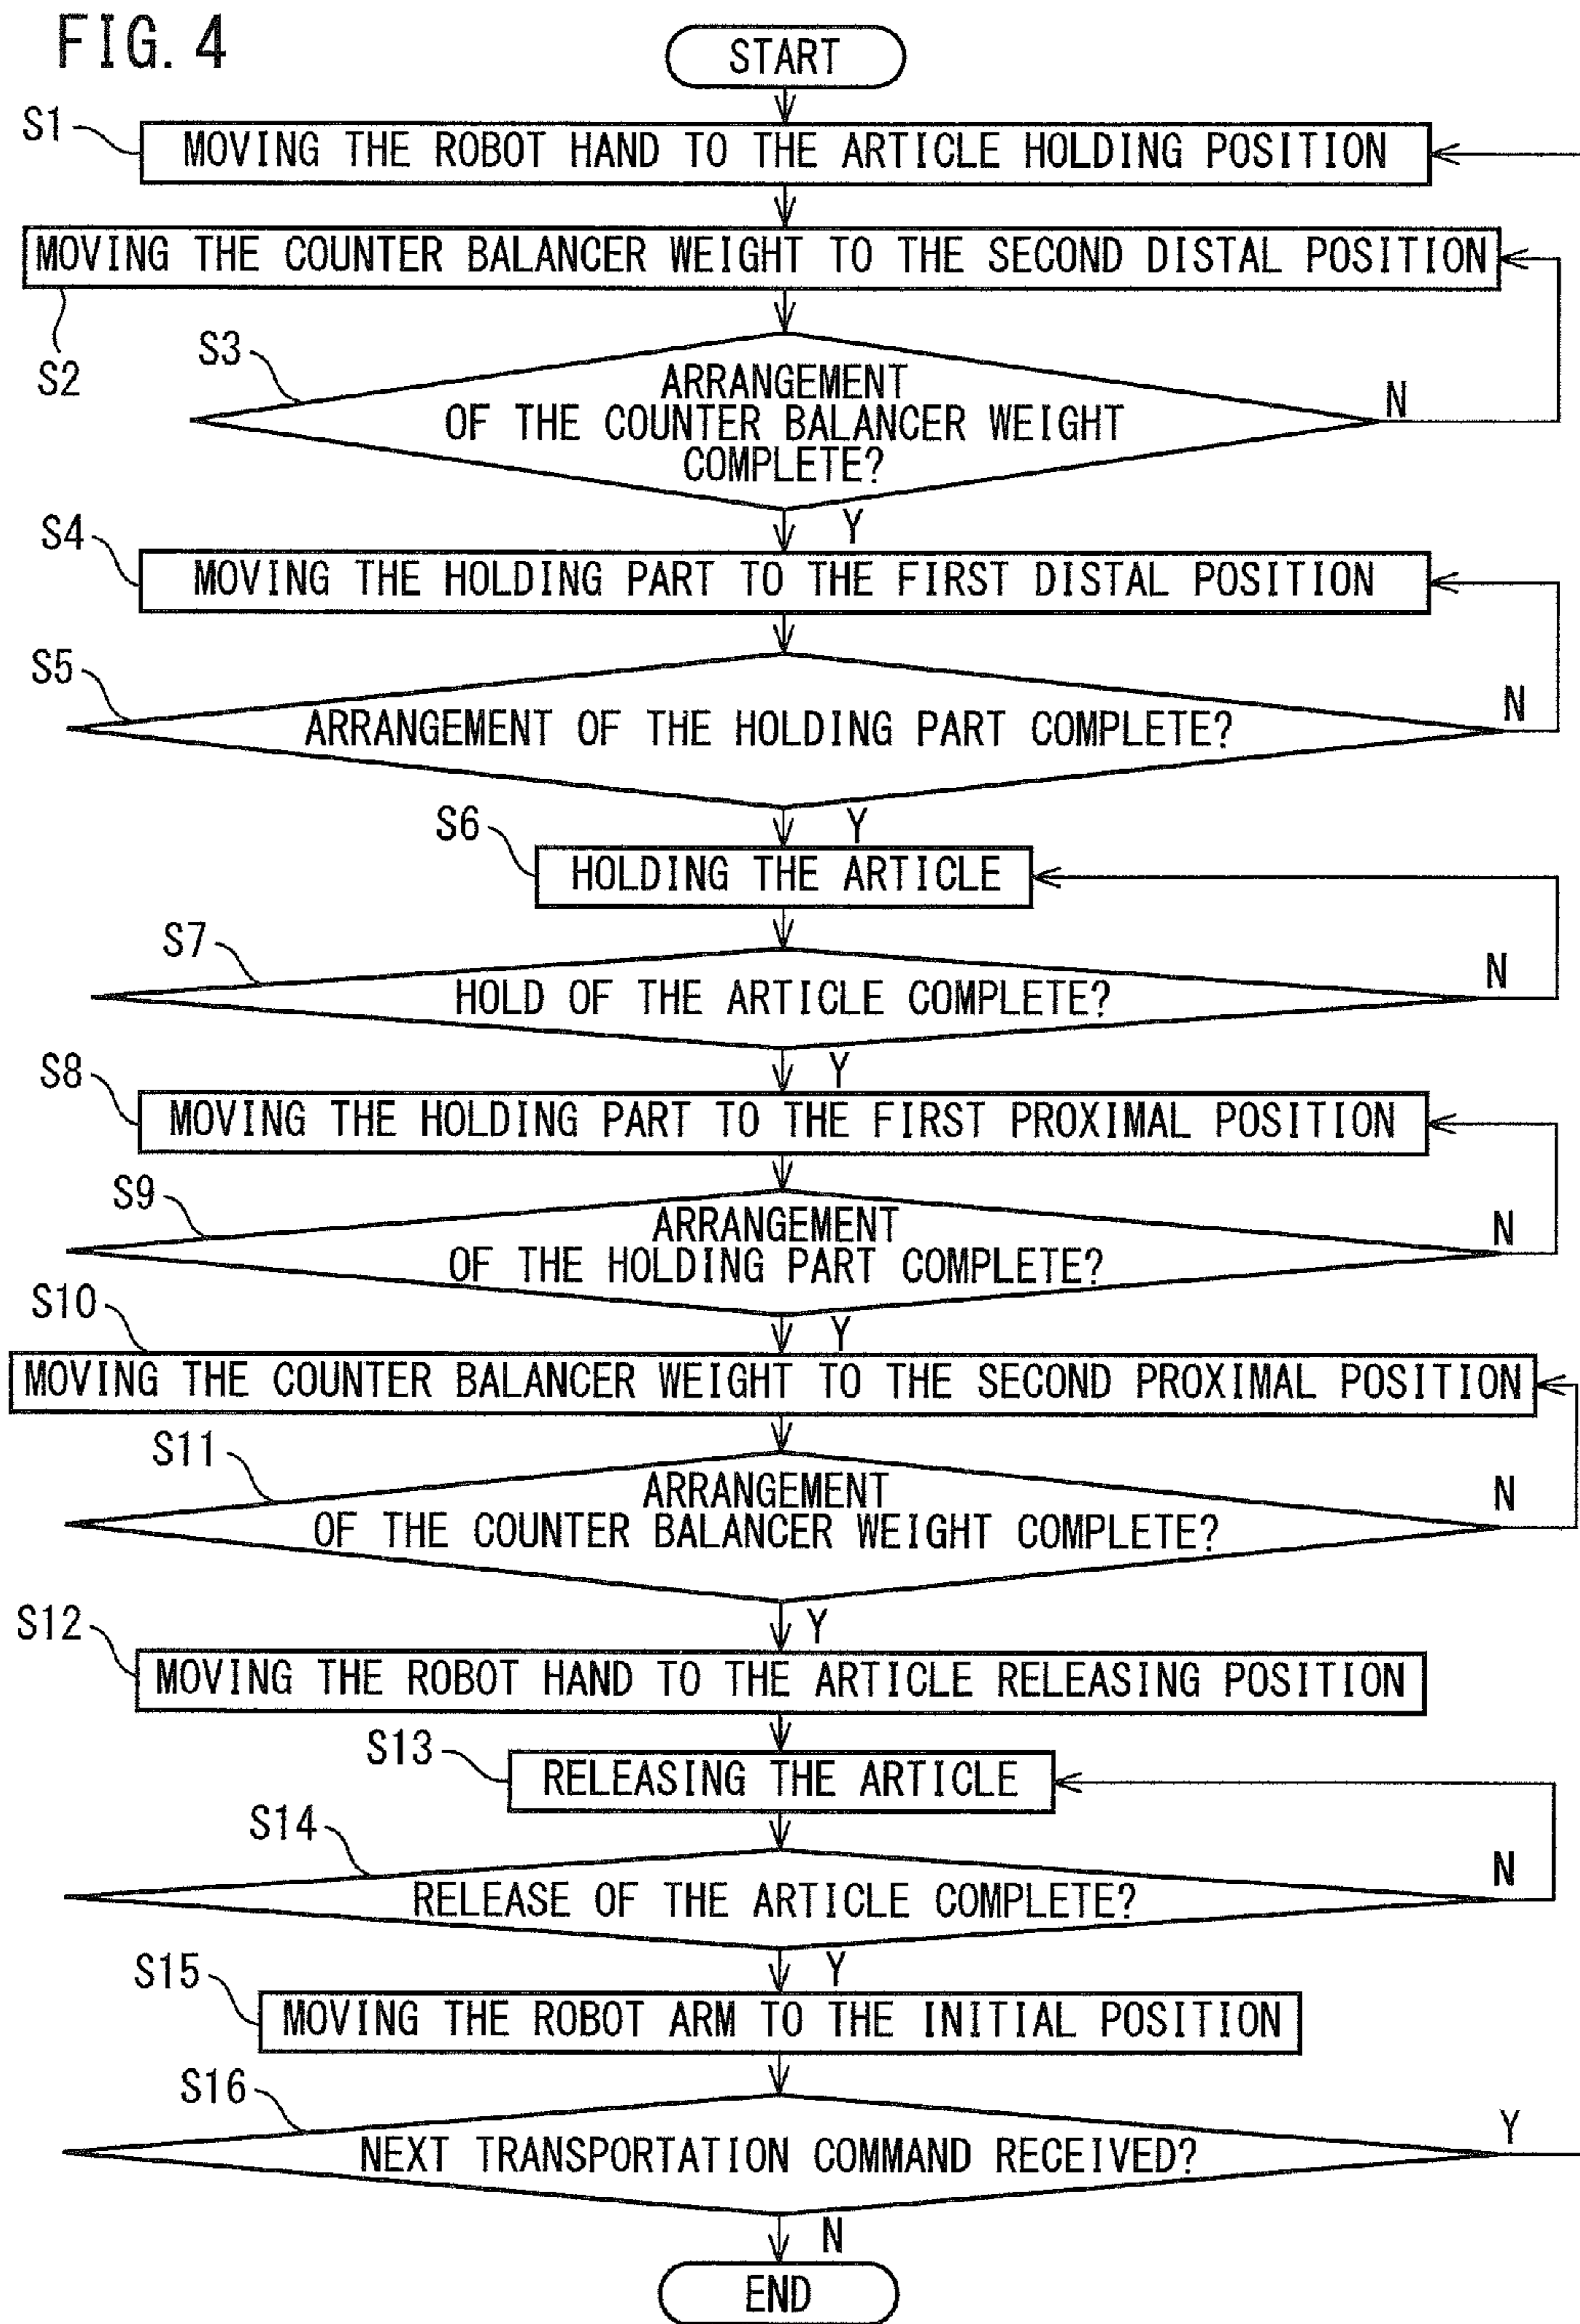 FIG. 4
START
S1
MOVING THE ROBOT HAND TO THE ARTICLE HOLDING POSITION
MOVING THE COUNTER BALANCER WEIGHT TO THE SECOND DISTAL POSITION
S2
S3
ARRANGEMENT
OF THE COUNTER BALANCER WEIGHT
COMPLETE?
N
Y
S4
MOVING THE HOLDING PART TO THE FIRST DISTAL POSITION
S5
ARRANGEMENT OF THE HOLDING PART COMPLETE?
N
Y
S6
HOLDING THE ARTICLE
S7
HOLD OF THE ARTICLE COMPLETE?
N
Y
S8
MOVING THE HOLDING PART TO THE FIRST PROXIMAL POSITION
S9
ARRANGEMENT
OF THE HOLDING PART COMPLETE?
N
Y
S10
MOVING THE COUNTER BALANCER WEIGHT TO THE SECOND PROXIMAL POSITION
S11
ARRANGEMENT
OF THE COUNTER BALANCER WEIGHT COMPLETE?
N
Y
S12
MOVING THE ROBOT HAND TO THE ARTICLE RELEASING POSITION
S13
RELEASING THE ARTICLE
S14
RELEASE OF THE ARTICLE COMPLETE?
N
Y
S15
MOVING THE ROBOT ARM TO THE INITIAL POSITION
S16
NEXT TRANSPORTATION COMMAND RECEIVED?
Y
N
END